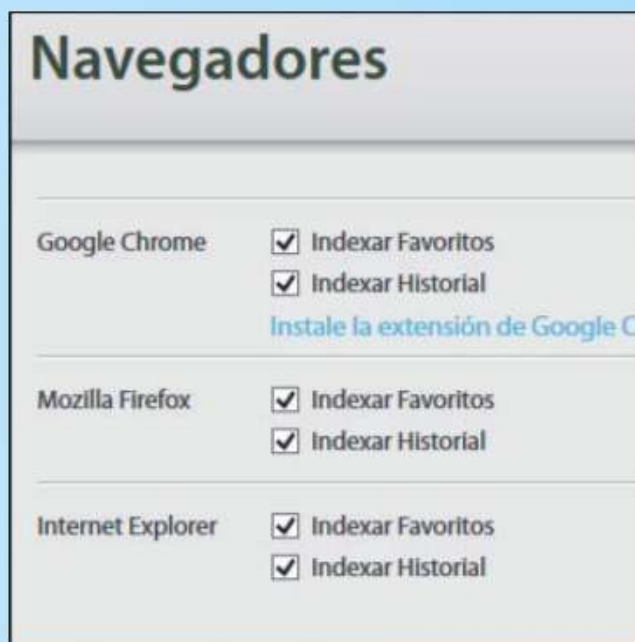 Navegadores
Google Chrome
Indexar Favoritos
Indexar Historial
Instale la extensión de Google
Mozilla Firefox
Indexar Favoritos
Indexar Historial
Internet Explorer
Indexar Favoritos
Indexar Historial